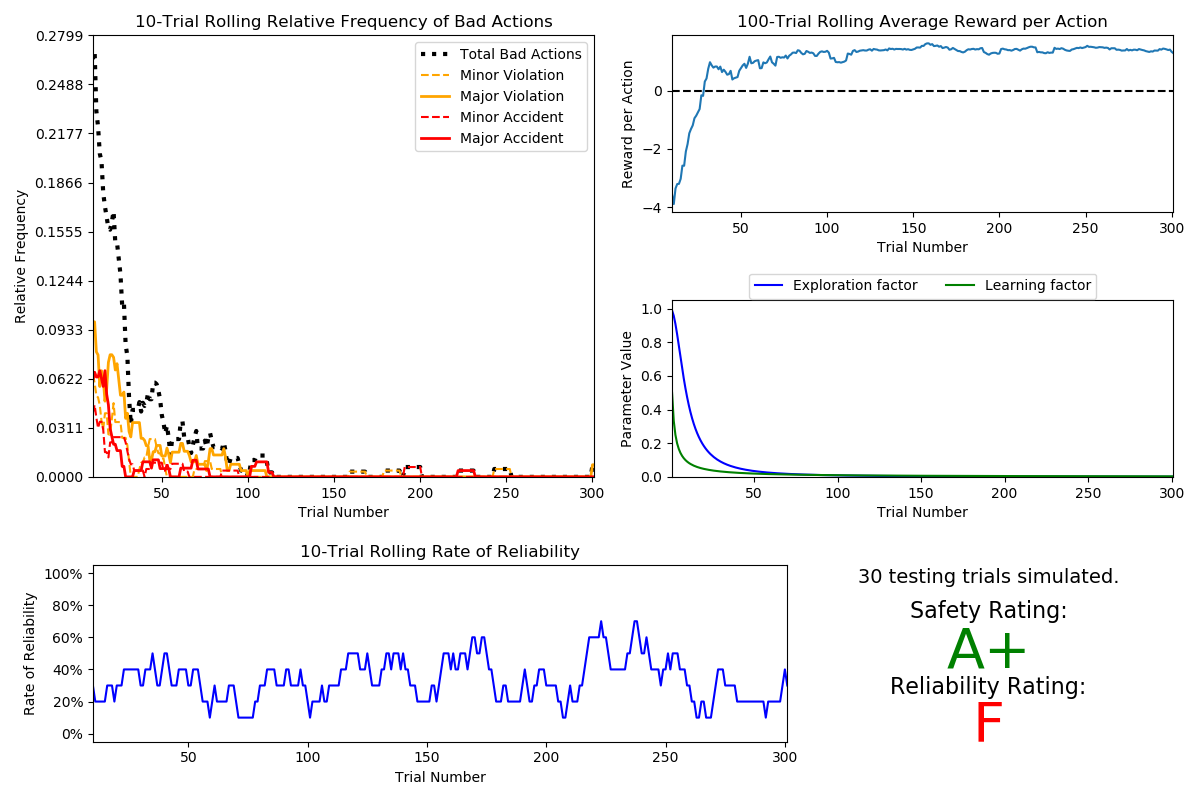 10-Trial Rolling Relative Frequency of Bad Actions
0.2799
0.2488
0.2177
0.1866
0.1555
0.1244
0.0933
0.0622
0.0311
0.0000
Relative Frequency
Total Bad Actions
Minor Violation
Major Violation
Minor Accident
Major Accident
50 100 150 200 250 300
Trial Number
100-Trial Rolling Average Reward per Action
0
−2
−4
Reward per Action
50 100 150 200 250 300
Trial Number
Exploration factor Learning factor
1.0
0.8
0.6
0.4
0.2
0.0
Parameter Value
50 100 150 200 250 300
Trial Number
10-Trial Rolling Rate of Reliability
100%
80%
60%
40%
20%
0%
Rate of Reliability
50 100 150 200 250 300
Trial Number
30 testing trials simulated.
Safety Rating:
A+
Reliability Rating:
F